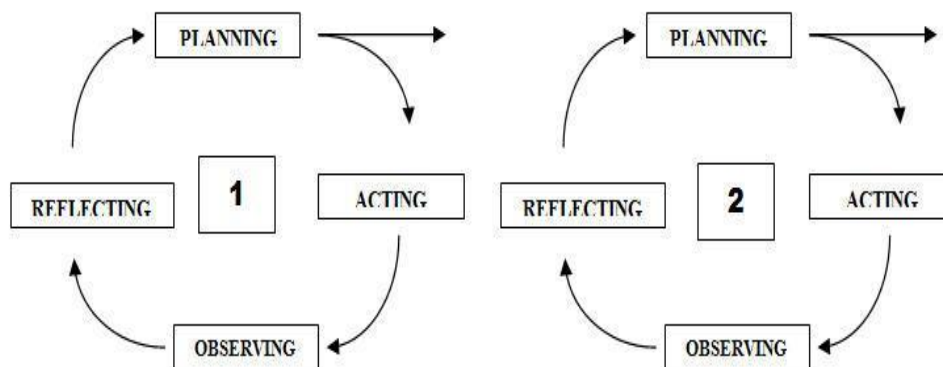 PLANNING
PLANNING
REFLECTING
1
ACTING
REFLECTING
2
ACTING
OBSERVING
OBSERVING